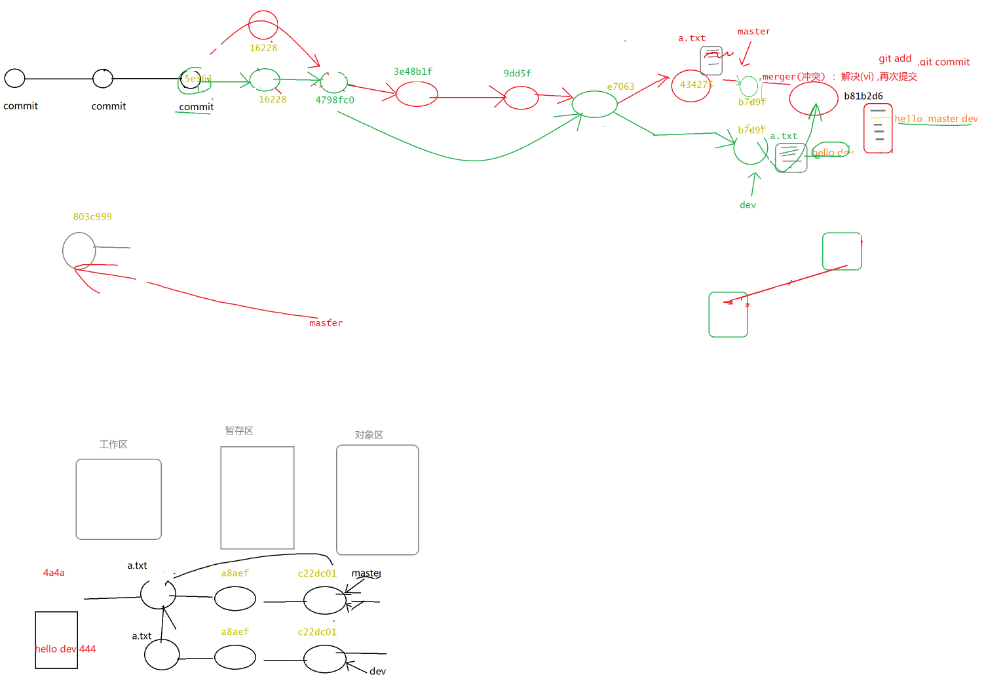 16228
5e163
16228
commit
commit
commit
4798fc0
3e48b1f
9dd5f
e7063
a.txt
master
43427
git add ,git commit
merger(冲突) : 解决(vi) ,再次提交
b7d9f
b81b2d6
hello master dev
b7d9f
a.txt
hello dev
dev
803c999
master
工作区
暂存区
对象区
4a4a
a.txt
a8aef
c22dc01
master
a.txt
a8aef
c22dc01
hello dev 444
dev